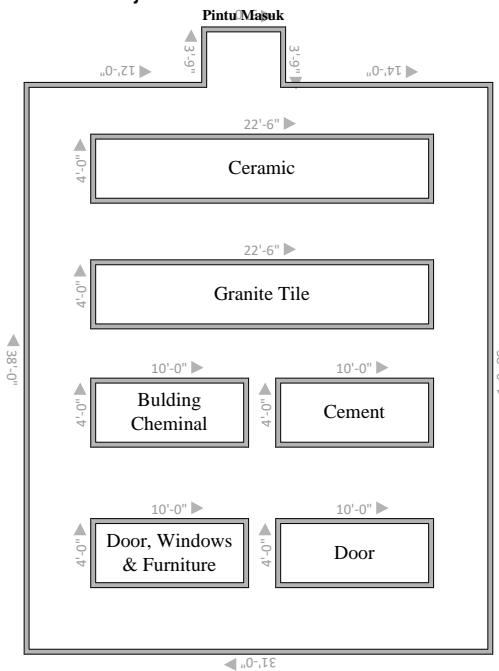 Pintu Masuk
3'-9"
3'-9"
12'-0"
14'-0"
22'-6"
4'-0"
Ceramic
22'-6"
4'-0"
Granite Tile
38'-0"
10'-0"
10'-0"
4'-0"
Bulding
Cheminal
4'-0"
Cement
10'-0"
10'-0"
4'-0"
Door, Windows
& Furniture
4'-0"
Door
31'-0"